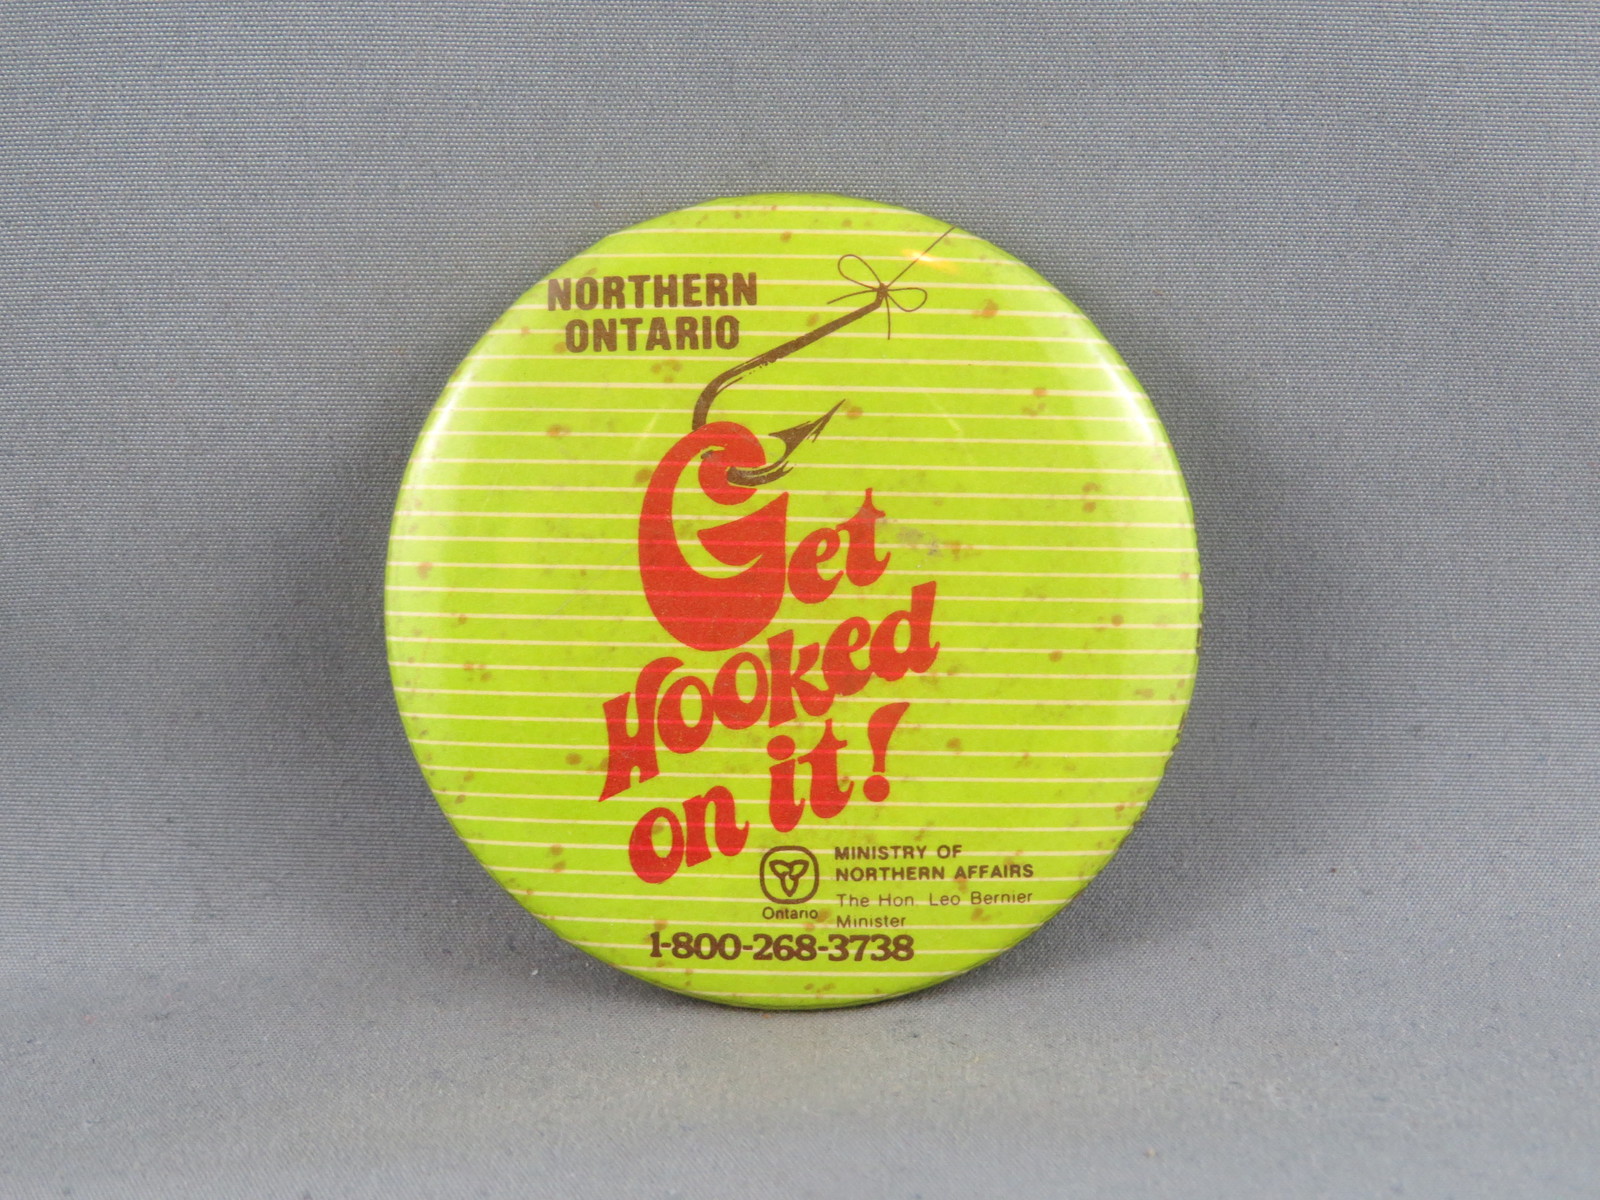 NORTHERN
ONTARIO
Get
Hooked
on it!
Ontario
MINISTRY OF
NORTHERN AFFAIRS
The Hon. Leo Bernier
Minister
1-800-268-3738